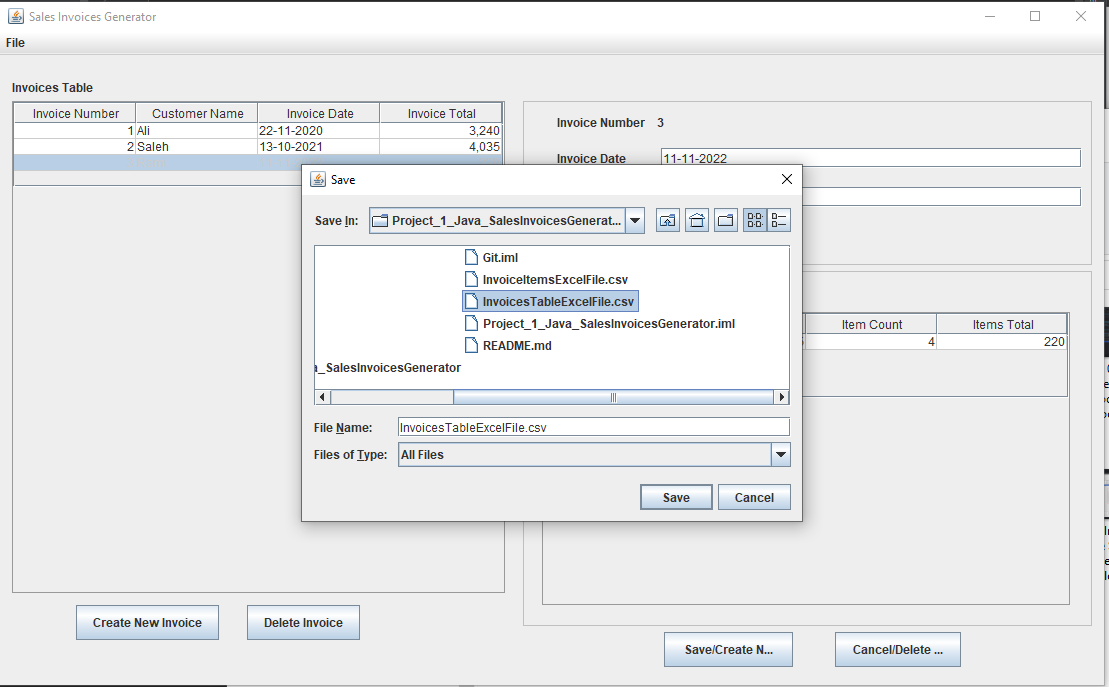 Sales Invoices Generator
File
Invoices Table
Invoice Number Customer Name Invoice Date Invoice Total
1 Ali 22-11-2020 3,240
2 Saleh 13-10-2021 4,035
Invoice Number 3
Invoice Date 11-11-2022
Save
Save In: Project_1_Java_SalesInvoicesGenerat...
Git.iml
InvoiceItemsExcelFile.csv
InvoicesTableExcelFile.csv
Project_1_Java_SalesInvoicesGenerator.iml
README.md
a_SalesInvoicesGenerator
File Name: InvoicesTableExcelFile.csv
Files of Type: All Files
Save Cancel
Item Count Items Total
4 220
Create New Invoice Delete Invoice
Save/Create N... Cancel/Delete ...